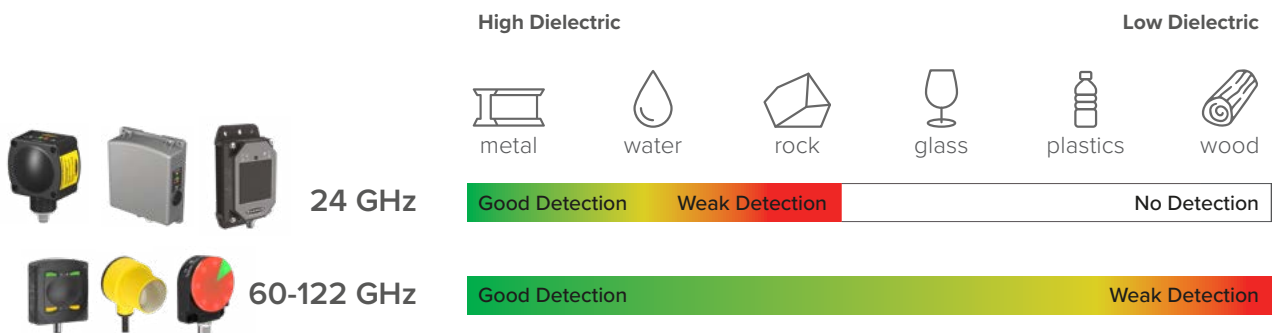 High Dielectric Low Dielectric
metal water rock glass plastics wood
24 GHz Good Detection Weak Detection No Detection
60-122 GHz Good Detection Weak Detection